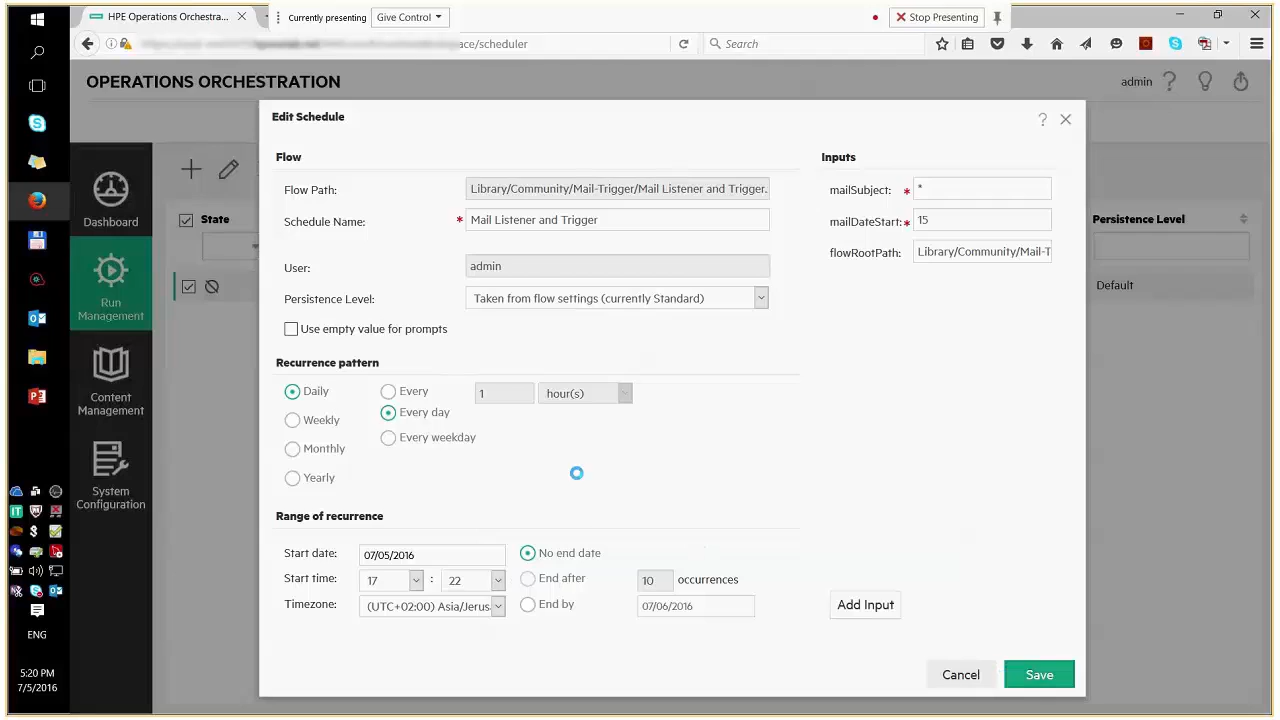 HPE Operations Orchestra...
Currently presenting
Give Control
Stop Presenting
ace/scheduler
Search
OPERATIONS ORCHESTRATION
admin
Edit Schedule
Flow
Inputs
Flow Path:
Library/Community/Mail-Trigger/Mail Listener and Trigger.
mailSubject:
* *
Schedule Name:
* Mail Listener and Trigger
mailDateStart:
* 15
flowRootPath:
Library/Community/Mail-T
User:
admin
Persistence Level:
Taken from flow settings (currently Standard)
Use empty value for prompts
Recurrence pattern
Daily
Every
1
hour(s)
Every day
Weekly
Every weekday
Monthly
Yearly
Range of recurrence
Start date:
07/05/2016
No end date
Start time:
17 : 22
End after
10 occurrences
Timezone:
(UTC+02:00) Asia/Jerus
End by
07/06/2016
Add Input
Cancel
Save
Dashboard
State
Persistence Level
Run
Management
Default
Content
Management
System
Configuration
ENG
5:20 PM
7/5/2016